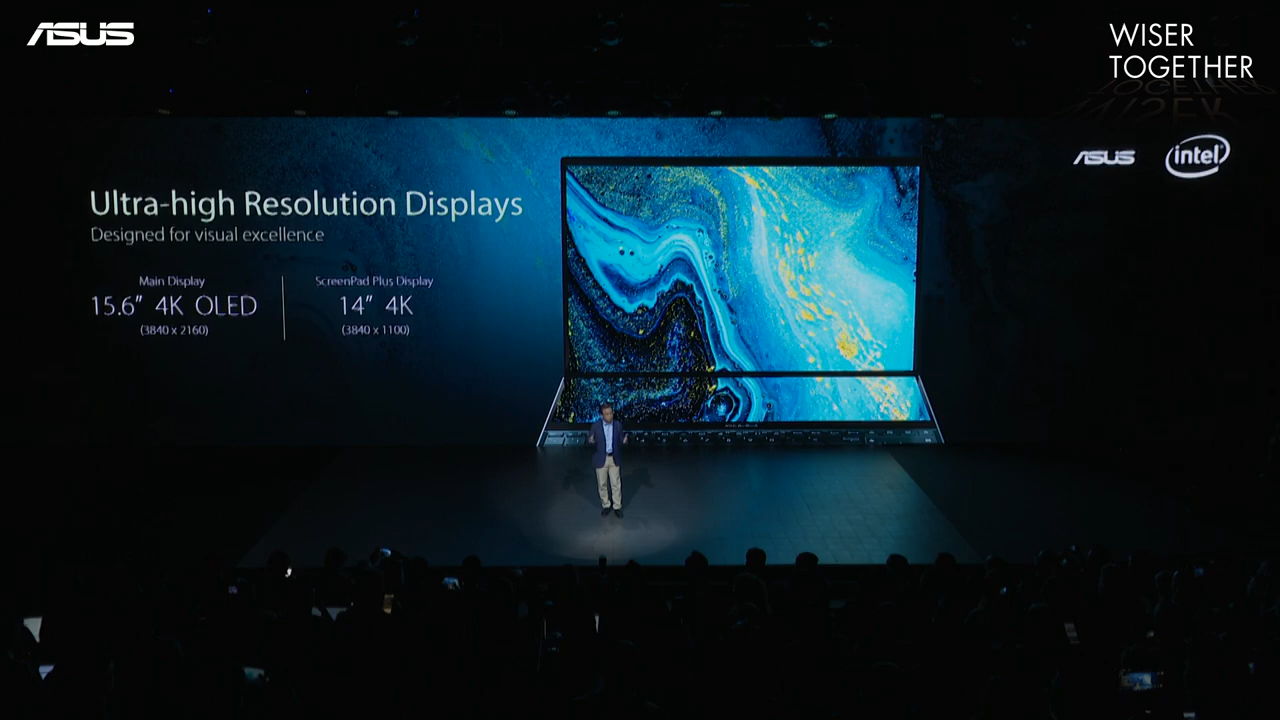 ASUS
WISER
TOGETHER
ASUS
intel
Ultra-high Resolution Displays
Designed for visual excellence
Main Display
15.6” 4K OLED
(3840 x 2160)
ScreenPad Plus Display
14” 4K
(3840 x 1100)